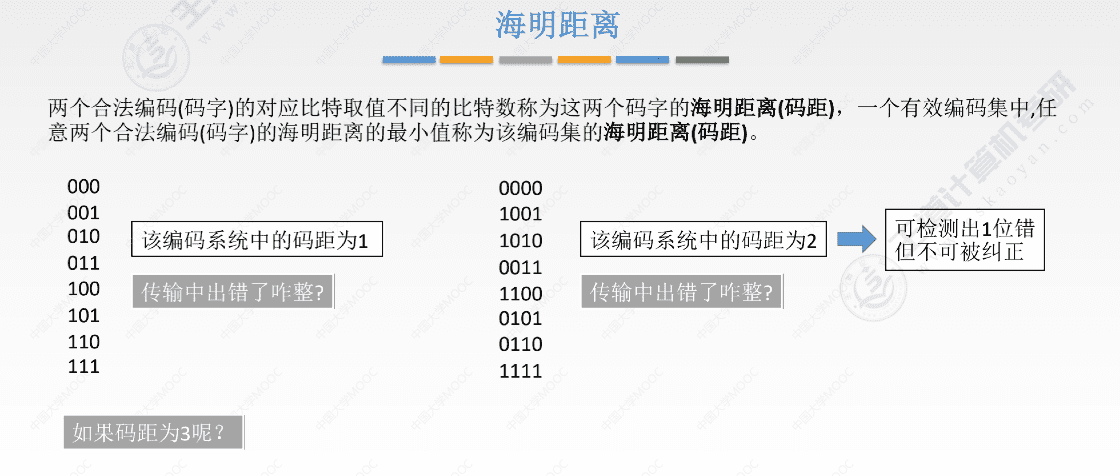 海明距离
两个合法编码(码字)的对应比特取值不同的比特数称为这两个码字的海明距离(码距)，一个有效编码集中,任
意两个合法编码(码字)的海明距离的最小值称为该编码集的海明距离(码距)。
000
001
010
011
100
101
110
111
该编码系统中的码距为1
传输中出错了咋整?
0000
1001
1010
0011
1100
0101
0110
1111
该编码系统中的码距为2
传输中出错了咋整?
可检测出1位错
但不可被纠正
如果码距为3呢？